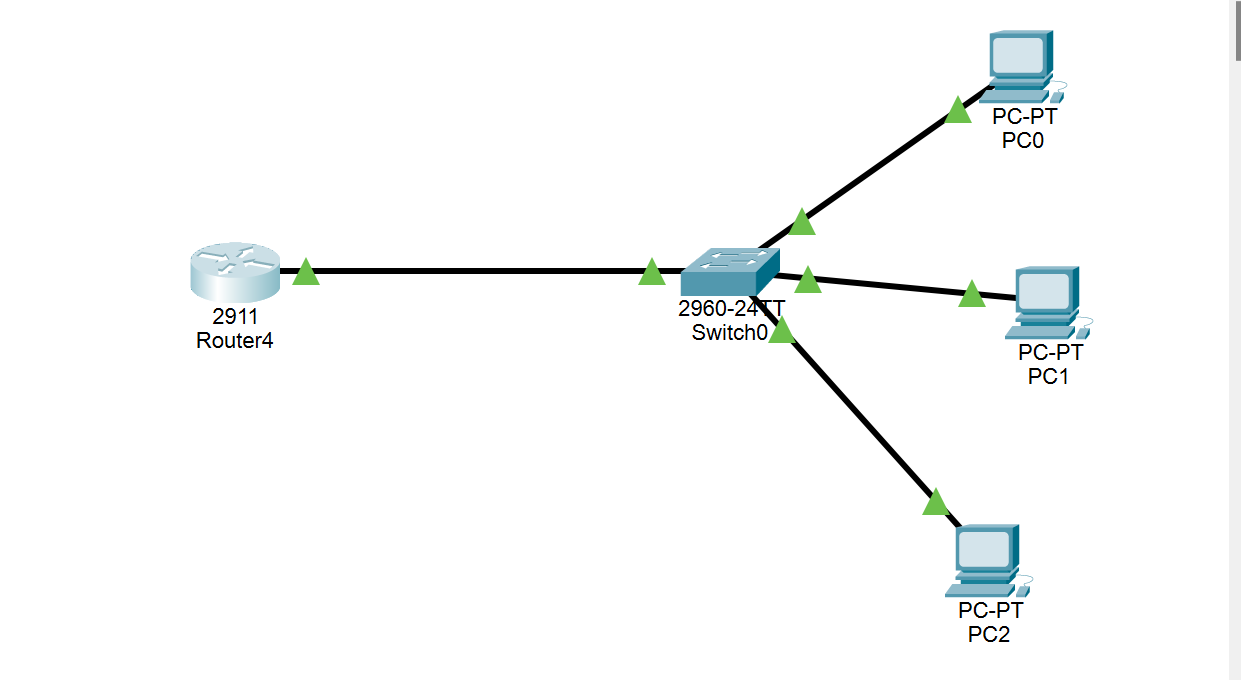 PC-PT
PC0
2911
Router4
2960-24TT
Switch0
PC-PT
PC1
PC-PT
PC2